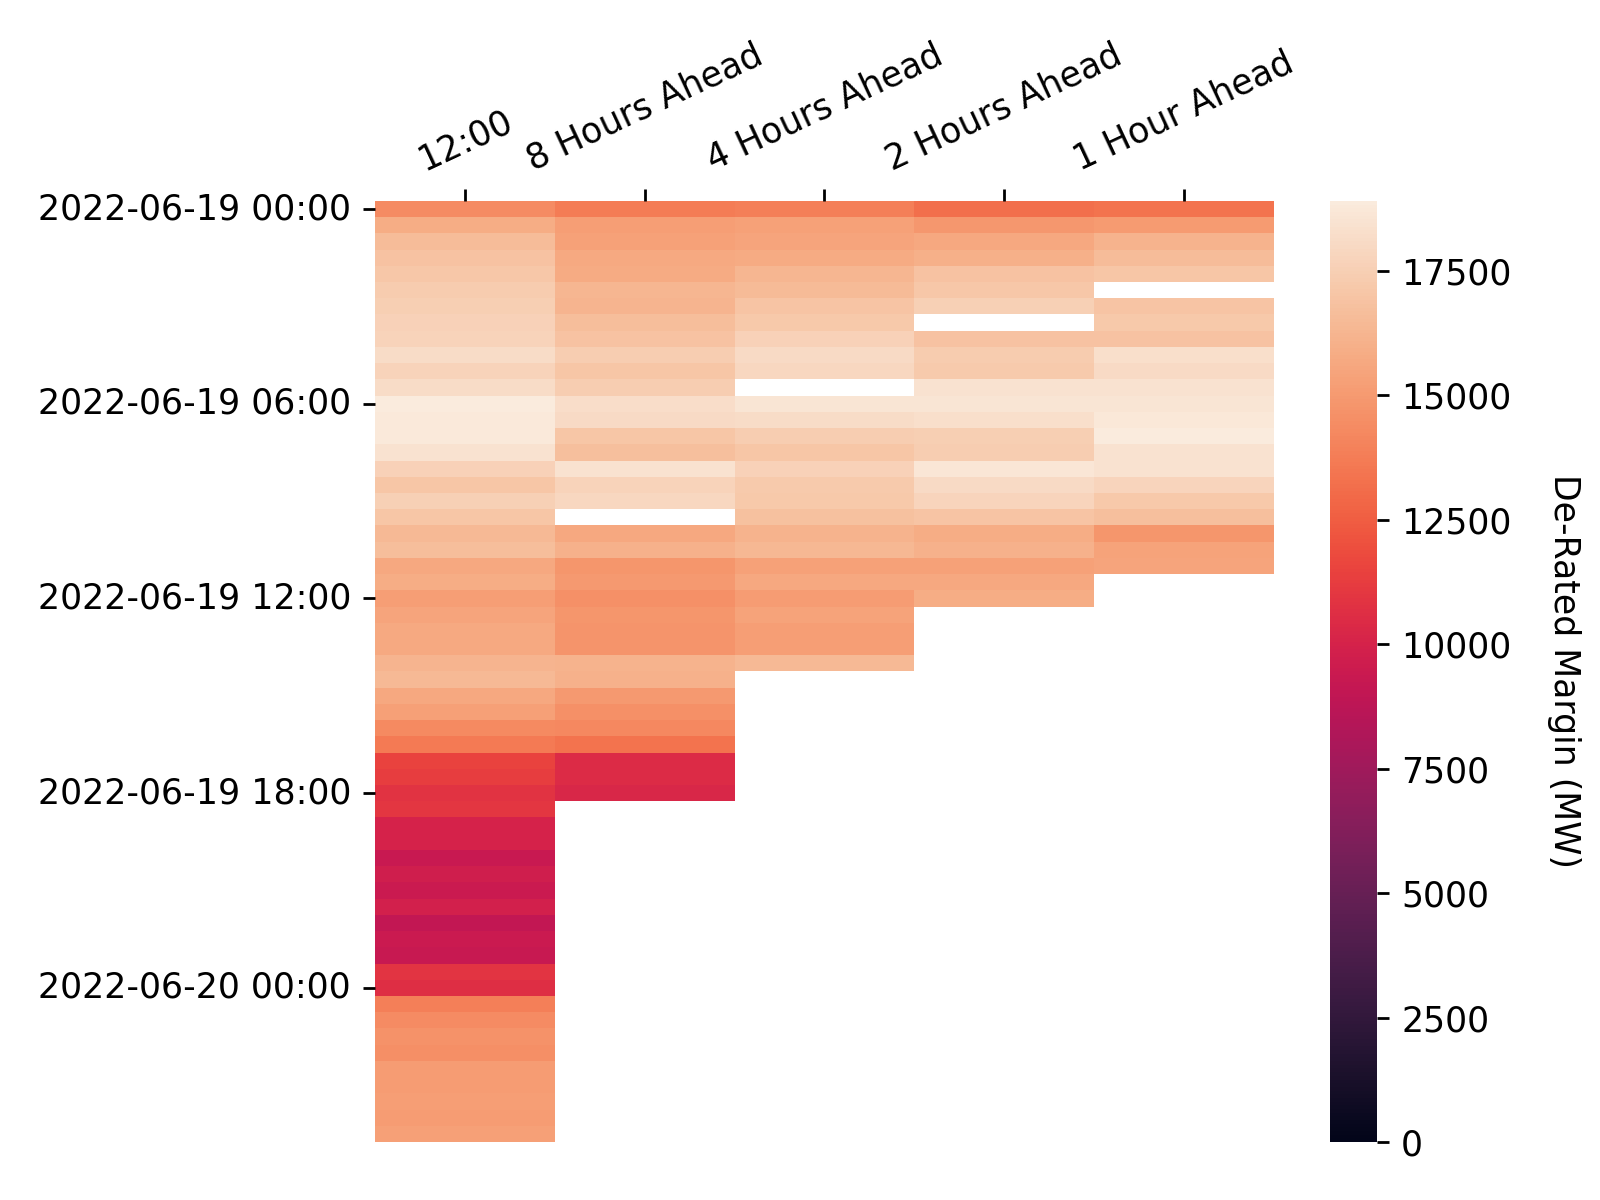 12:00
8 Hours Ahead
4 Hours Ahead
2 Hours Ahead
1 Hour Ahead
2022-06-19 00:00
2022-06-19 06:00
2022-06-19 12:00
2022-06-19 18:00
2022-06-20 00:00
17500
15000
12500
10000
7500
5000
2500
0
De-Rated Margin (MW)